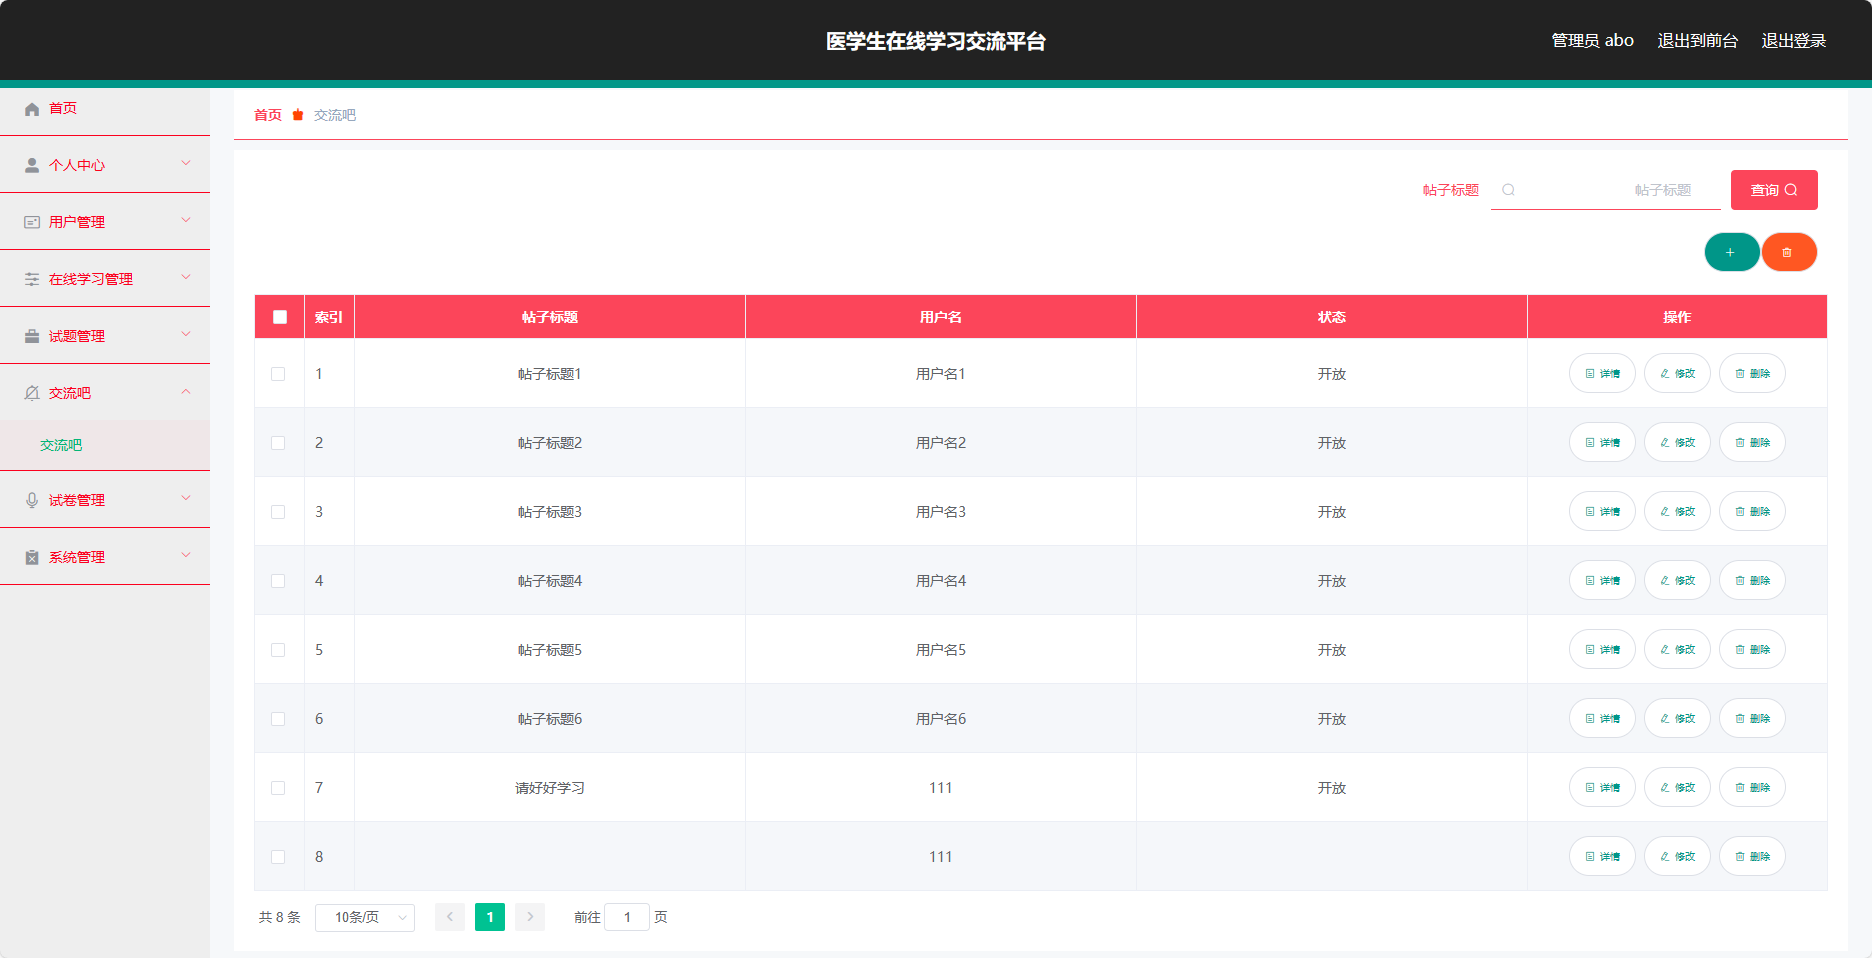 医学生在线学习交流平台
管理员 abo 退出到前台 退出登录
首页
个人中心
用户管理
在线学习管理
试题管理
交流吧
交流吧
试卷管理
系统管理
首页 交流吧
帖子标题 帖子标题 查询
索引 帖子标题 用户名 状态 操作
1 帖子标题1 用户名1 开放 详情 修改 删除
2 帖子标题2 用户名2 开放 详情 修改 删除
3 帖子标题3 用户名3 开放 详情 修改 删除
4 帖子标题4 用户名4 开放 详情 修改 删除
5 帖子标题5 用户名5 开放 详情 修改 删除
6 帖子标题6 用户名6 开放 详情 修改 删除
7 请好好学习 111 开放 详情 修改 删除
8 111 详情 修改 删除
共 8 条 10条/页 1 前往 1 页